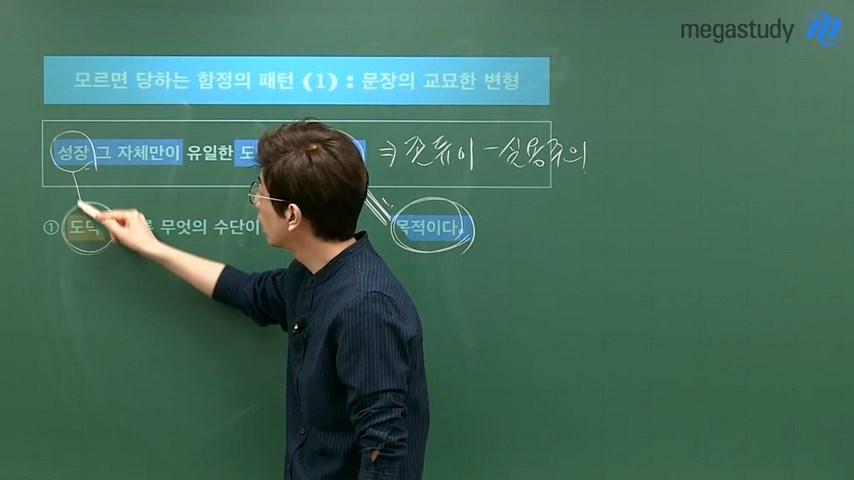 megastudy
모르면 당하는 함정의 패턴 (1) : 문장의 교묘한 변형
성장 그 자체만이 유일한 도 ⇒ 존 듀이 - 실용주의
① 도덕 를 무엇의 수단이 목적이다.